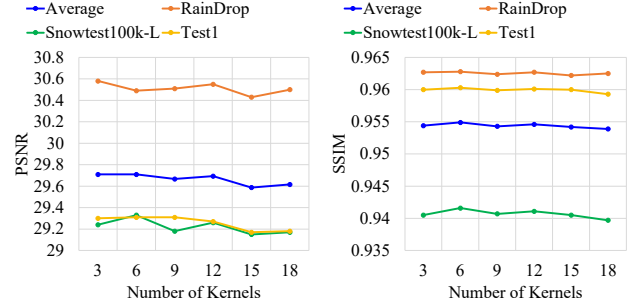 Average RainDrop
Snowtest100k-L Test1
30.8
30.6
30.4
30.2
30
29.8
29.6
29.4
29.2
29
PSNR
3 6 9 12 15 18
Number of Kernels
Average RainDrop
Snowtest100k-L Test1
0.965
0.96
0.955
0.95
0.945
0.94
0.935
SSIM
3 6 9 12 15 18
Number of Kernels